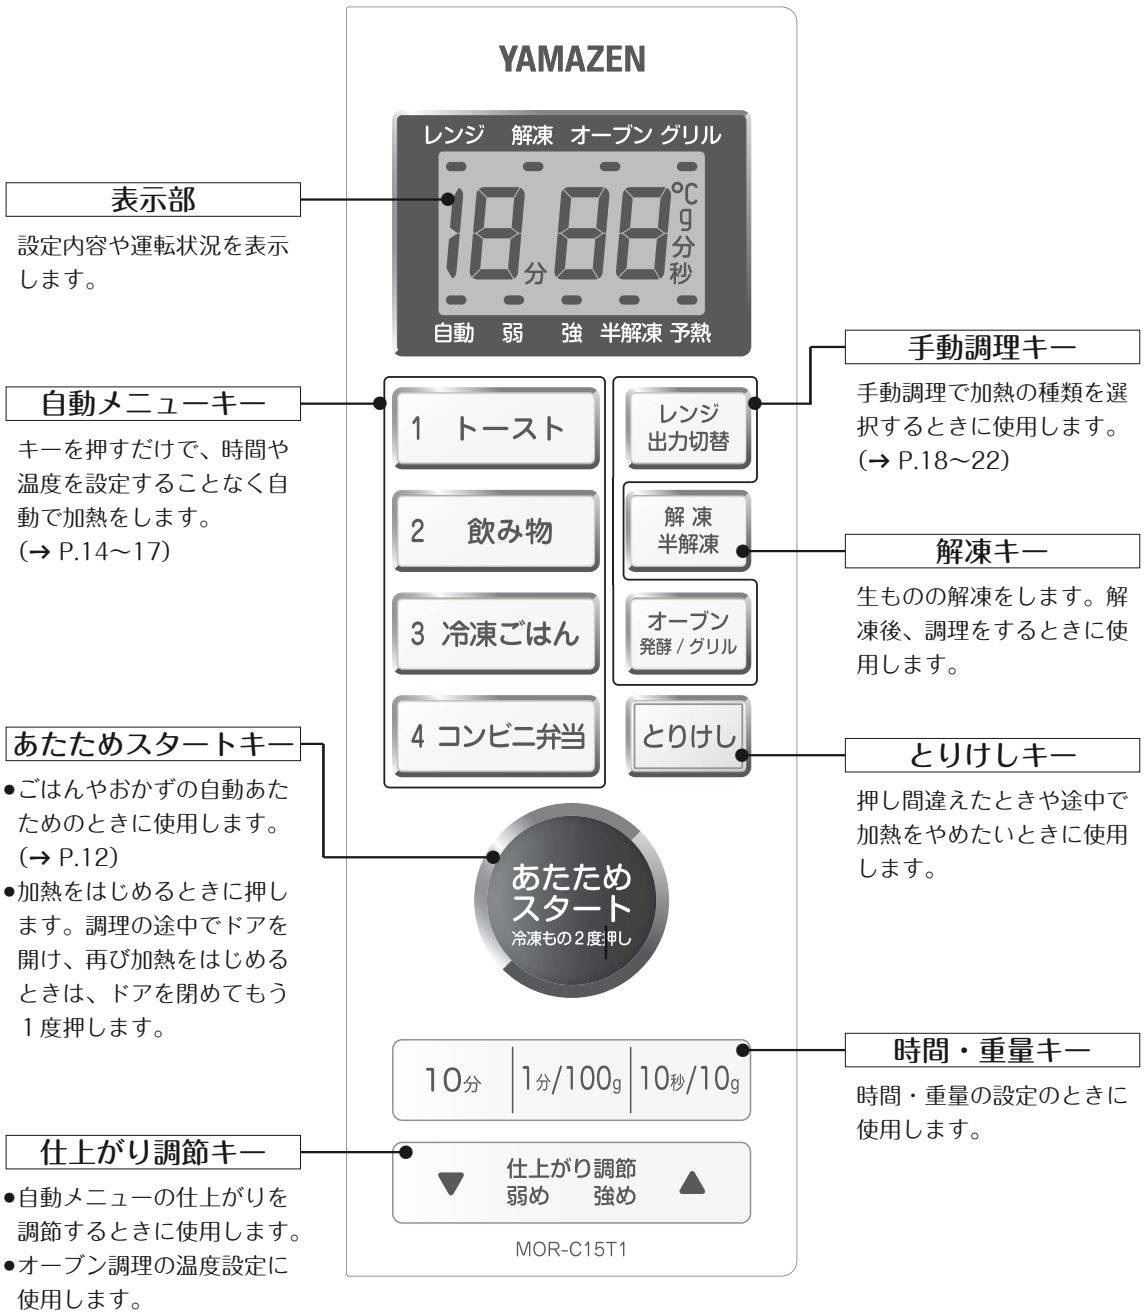 YAMAZEN
レンジ 解凍 オーブン グリル
18分88℃g分秒
自動 弱 強 半解凍 予熱
表示部
設定内容や運転状況を表示
します。
自動メニューキー
キーを押すだけで、時間や
温度を設定することなく自
動で加熱をします。
(→ P.14～17)
1 トースト
2 飲み物
3 冷凍ごはん
4 コンビニ弁当
レンジ
出力切替
解 凍
半解凍
オーブン
発酵 / グリル
とりけし
手動調理キー
手動調理で加熱の種類を選
択するときに使用します。
(→ P.18～22)
解凍キー
生ものの解凍をします。解
凍後、調理をするときに使
用します。
とりけしキー
押し間違えたときや途中で
加熱をやめたいときに使用
します。
あたためスタートキー
●ごはんやおかずの自動あた
ためのときに使用します。
(→ P.12)
●加熱をはじめるときに押し
ます。調理の途中でドアを
開け、再び加熱をはじめる
ときは、ドアを閉めてもう
1度押します。
あたため
スタート
冷凍もの2度押し
10分 1分/100g 10秒/10g
時間・重量キー
時間・重量の設定のときに
使用します。
仕上がり調節キー
●自動メニューの仕上がりを
調節するときに使用します。
●オーブン調理の温度設定に
使用します。
▼ 仕上がり調節 ▲
弱め 強め
MOR-C15T1